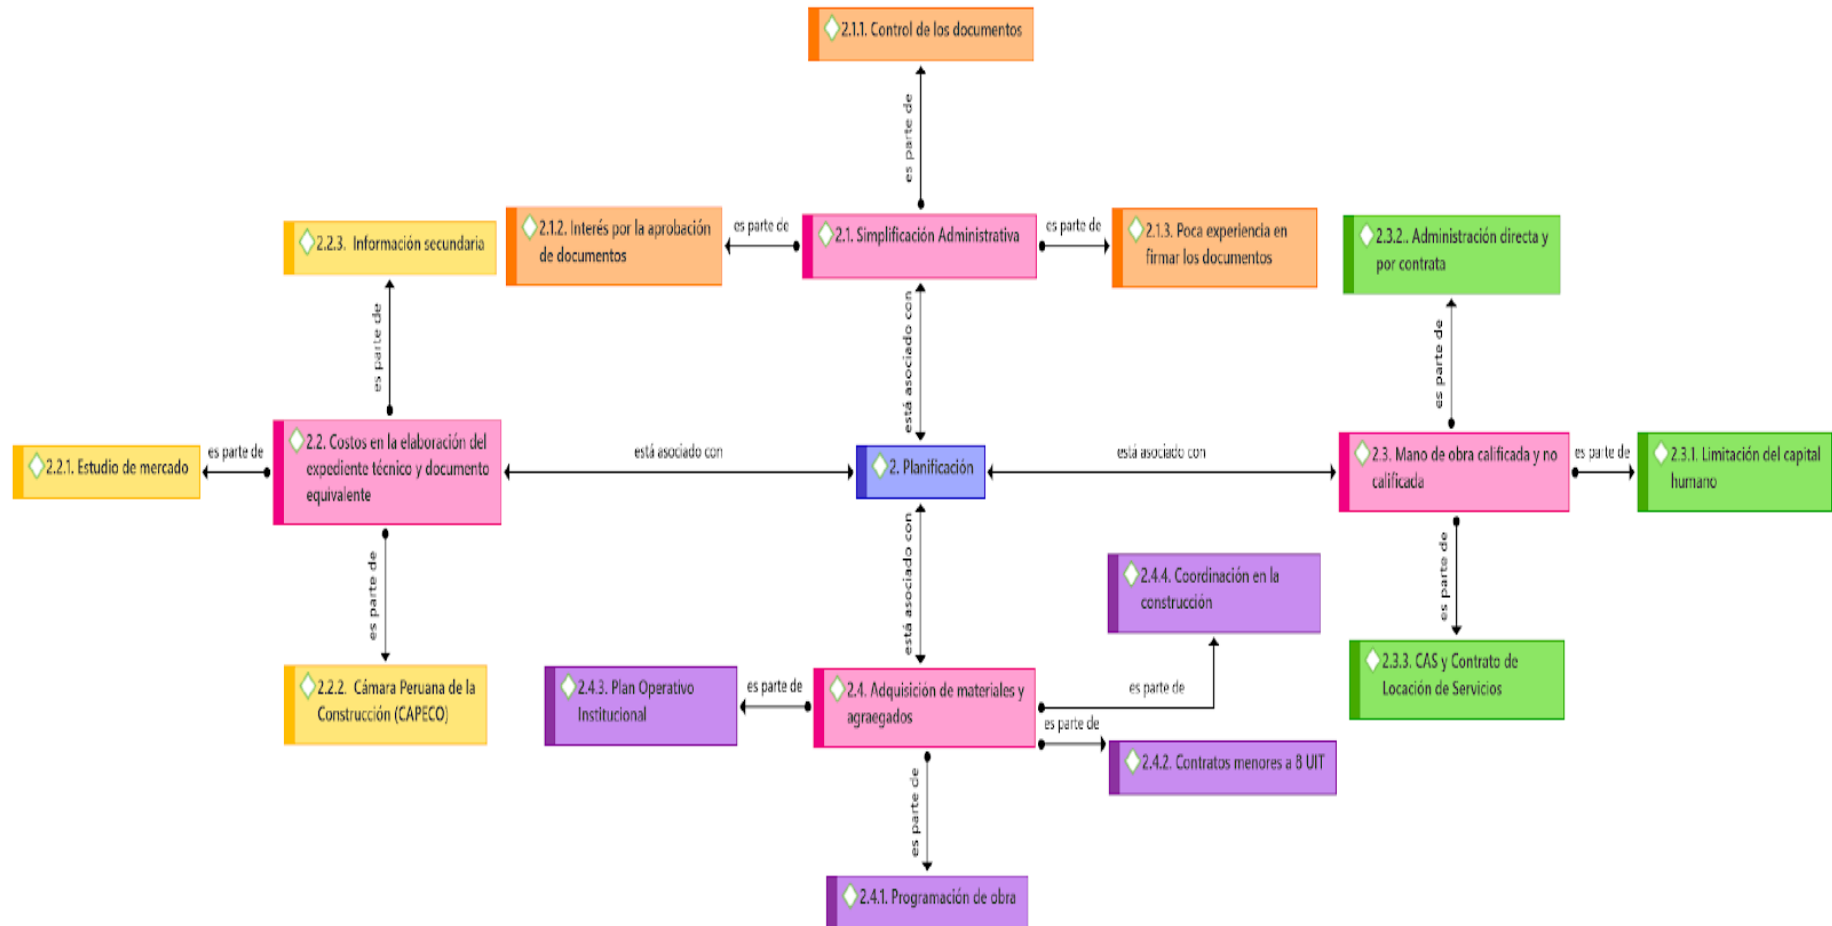 2.1.1. Control de los documentos
es parte de
2.1.2. Interés por la aprobación
de documentos
es parte de
2.1. Simplificación Administrativa
es parte de
2.1.3. Poca experiencia en
firmar los documentos
2.2.3. Información secundaria
2.3.2.. Administración directa y
por contrata
es parte de
está asociado con
es parte de
2.2.1. Estudio de mercado
es parte de
2.2. Costos en la elaboración del
expediente técnico y documento
equivalente
está asociado con
2. Planificación
está asociado con
2.3. Mano de obra calificada y no
calificada
es parte de
2.3.1. Limitación del capital
humano
es parte de
está asociado con
es parte de
2.4.4. Coordinación en la
construcción
2.2.2. Cámara Peruana de la
Construcción (CAPECO)
2.4.3. Plan Operativo
Institucional
es parte de
2.4. Adquisición de materiales y
agraegados
es parte de
2.3.3. CAS y Contrato de
Locación de Servicios
es parte de
2.4.2. Contratos menores a 8 UIT
es parte de
2.4.1. Programación de obra